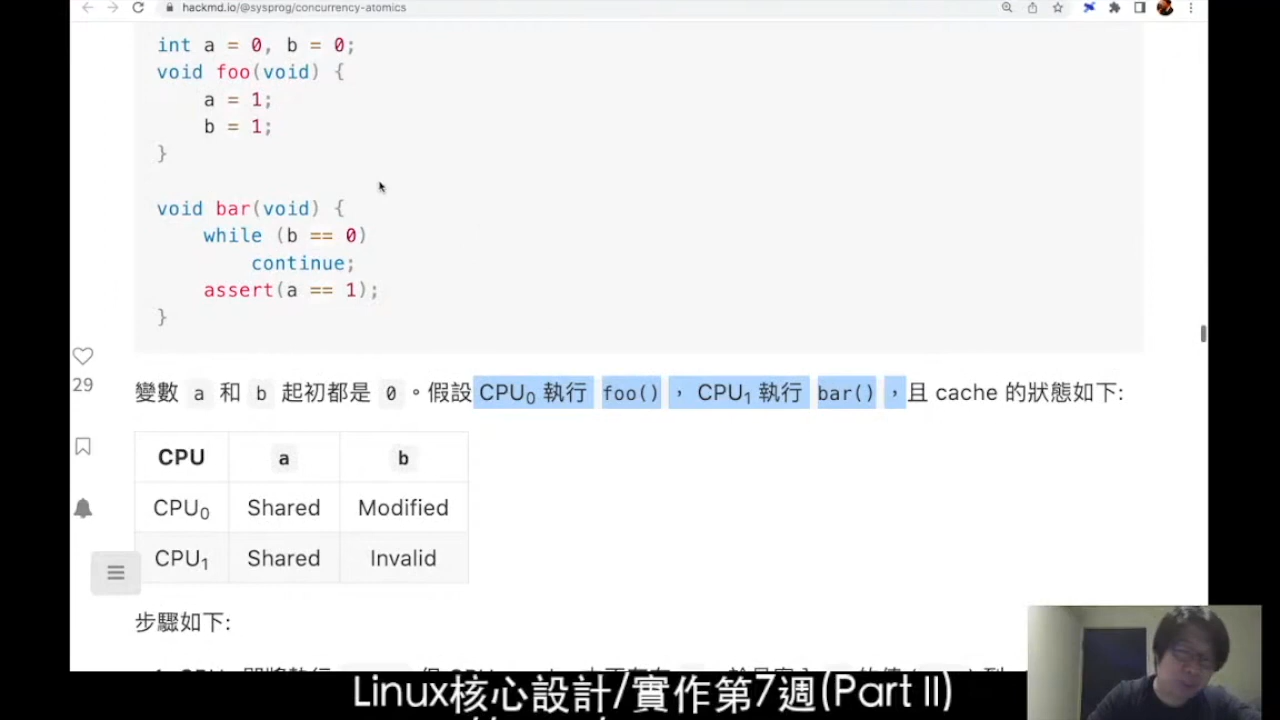 hackmd.io/@sysprog/concurrency-atomics
int a = 0, b = 0;
void foo(void) {
    a = 1;
    b = 1;
}
void bar(void) {
    while (b == 0)
        continue;
    assert(a == 1);
}
29
變數 a 和 b 起初都是 0 。假設 CPU₀ 執行 foo() ， CPU₁ 執行 bar() ，且 cache 的狀態如下:
CPU a b
CPU₀ Shared Modified
CPU₁ Shared Invalid
步驟如下:
Linux核心設計/實作第7週(Part II)